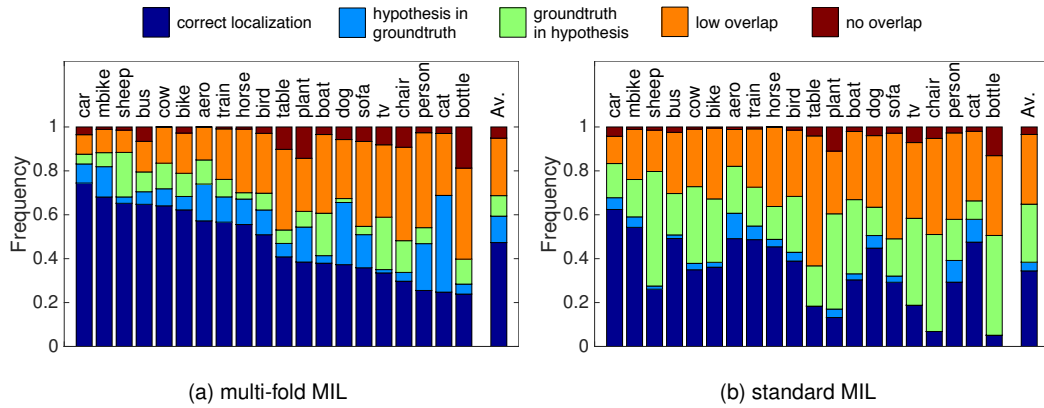 correct localization
hypothesis in
groundtruth
groundtruth
in hypothesis
low overlap
no overlap
car
mbike
sheep
bus
cow
bike
aero
train
horse
bird
table
plant
boat
dog
sofa
tv
chair
person
cat
bottle
Av.
Frequency
1
0.8
0.6
0.4
0.2
0
(a) multi-fold MIL
car
mbike
sheep
bus
cow
bike
aero
train
horse
bird
table
plant
boat
dog
sofa
tv
chair
person
cat
bottle
Av.
Frequency
1
0.8
0.6
0.4
0.2
0
(b) standard MIL